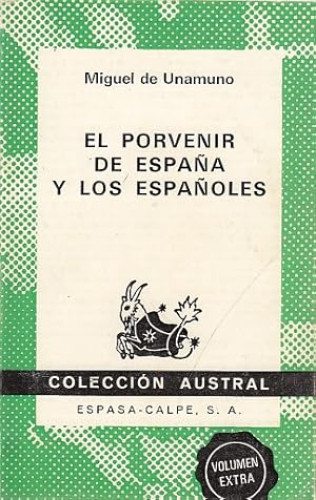 Miguel de Unamuno
EL PORVENIR
DE ESPAÑA
Y LOS ESPAÑOLES
COLECCIÓN AUSTRAL
ESPASA-CALPE, S. A.
VOLUMEN
EXTRA